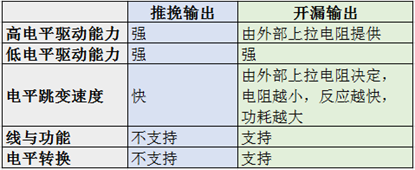 推挽输出 开漏输出
高电平驱动能力 强 由外部上拉电阻提供
低电平驱动能力 强 强
电平跳变速度 快 由外部上拉电阻决定，
电阻越小，反应越快，
功耗越大
线与功能 不支持 支持
电平转换 不支持 支持